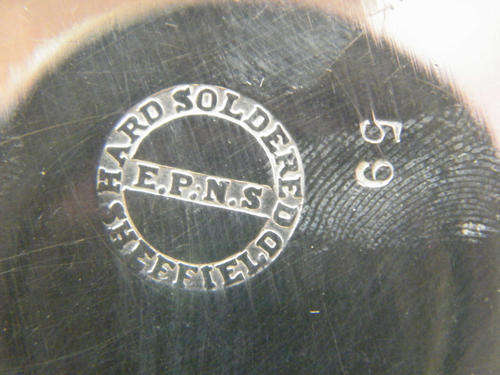 HARD SOLDERED
E.P.N.S
SHEFFIELD
59